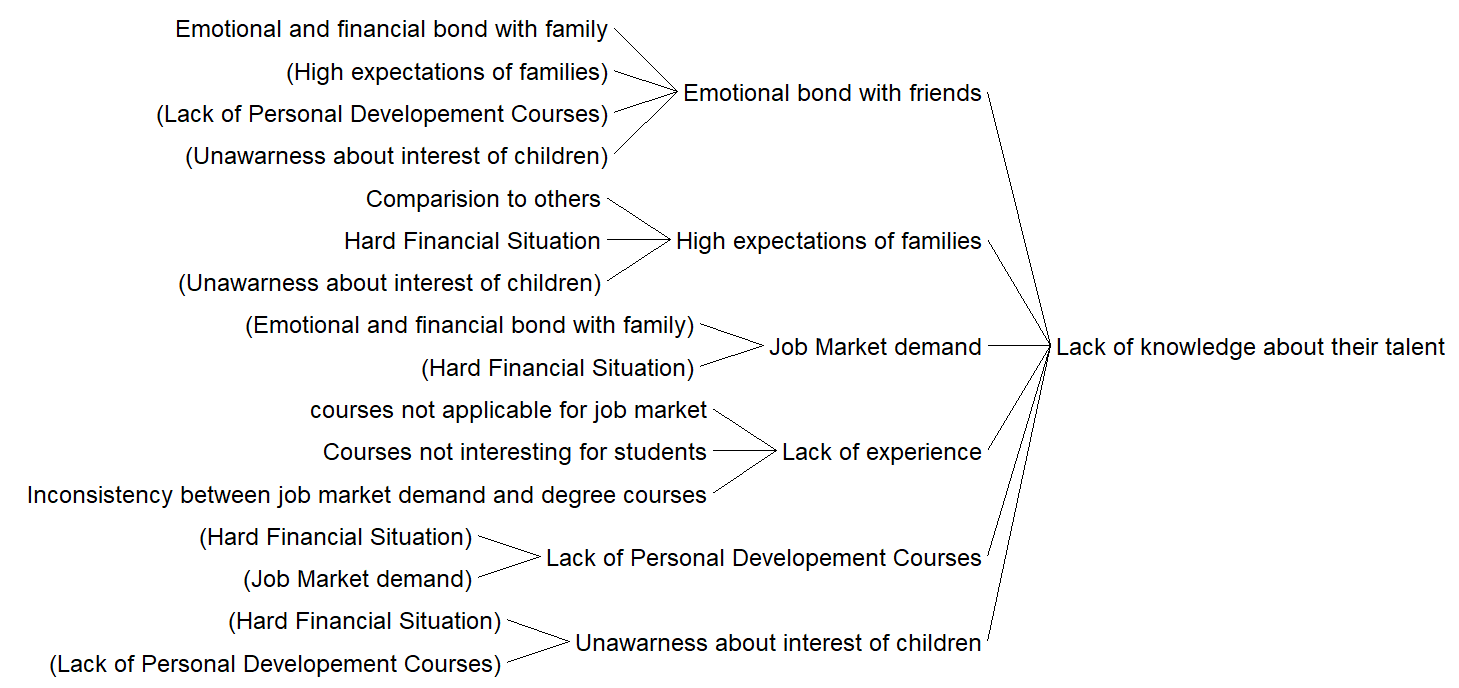 Emotional and financial bond with family
(High expectations of families)
(Lack of Personal Developement Courses)
(Unawarness about interest of children)
Emotional bond with friends
Comparision to others
Hard Financial Situation
(Unawarness about interest of children)
High expectations of families
(Emotional and financial bond with family)
(Hard Financial Situation)
Job Market demand
Lack of knowledge about their talent
courses not applicable for job market
Courses not interesting for students
Inconsistency between job market demand and degree courses
Lack of experience
(Hard Financial Situation)
(Job Market demand)
Lack of Personal Developement Courses
(Hard Financial Situation)
(Lack of Personal Developement Courses)
Unawarness about interest of children